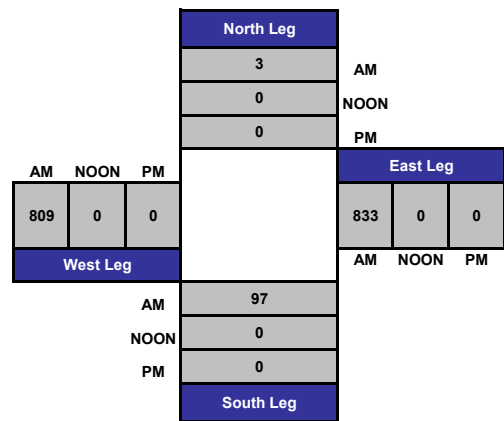 North Leg
3
AM
0
NOON
0
PM
AM NOON PM
East Leg
809 0 0
833 0 0
West Leg
AM NOON PM
AM
97
NOON
0
PM
0
South Leg